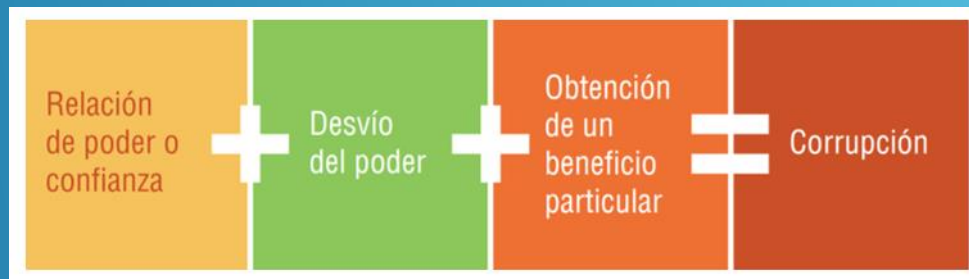 Relación
de poder o
confianza
+
Desvío
del poder
+
Obtención
de un
beneficio
particular
=
Corrupción